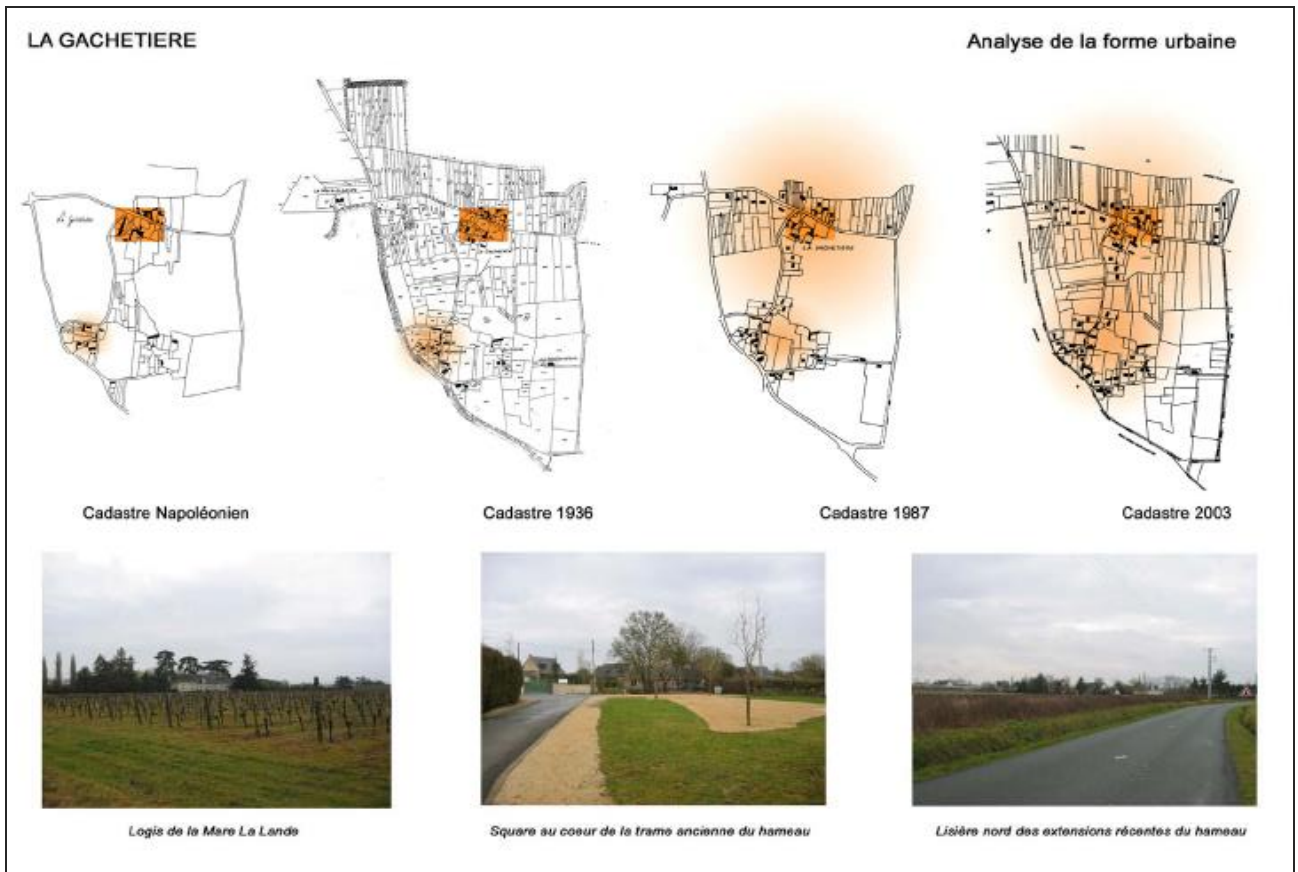 LA GACHETIERE
Analyse de la forme urbaine
LA GACHETIERE
Cadastre Napoléonien
Cadastre 1936
Cadastre 1987
Cadastre 2003
Logis de la Mare La Lande
Square au coeur de la trame ancienne du hameau
Lisière nord des extensions récentes du hameau